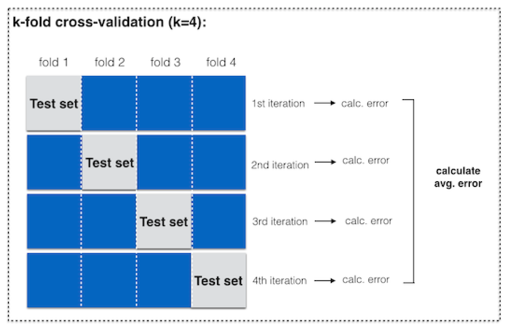 k-fold cross-validation (k=4):
fold 1 fold 2 fold 3 fold 4
Test set 1st iteration calc. error
Test set 2nd iteration calc. error
calculate
avg. error
Test set 3rd iteration calc. error
Test set 4th iteration calc. error